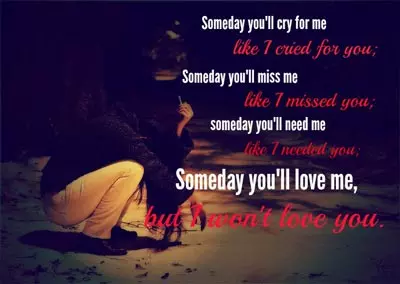 Someday you'll cry for me
like I cried for you;
Someday you'll miss me
like I missed you;
someday you'll need me
like I needed you;
Someday you'll love me,
but I won't love you.